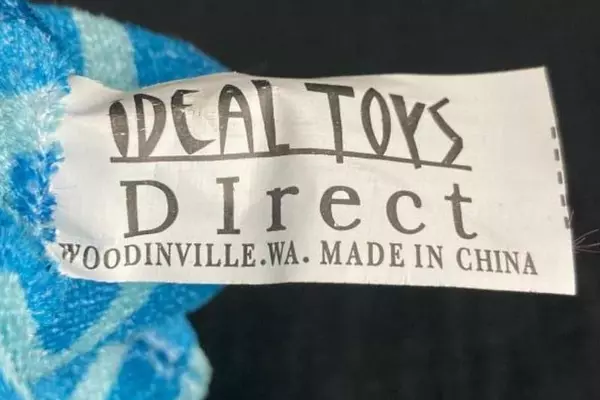 IDEAL TOYS
DIrect
WOODINVILLE.WA. MADE IN CHINA